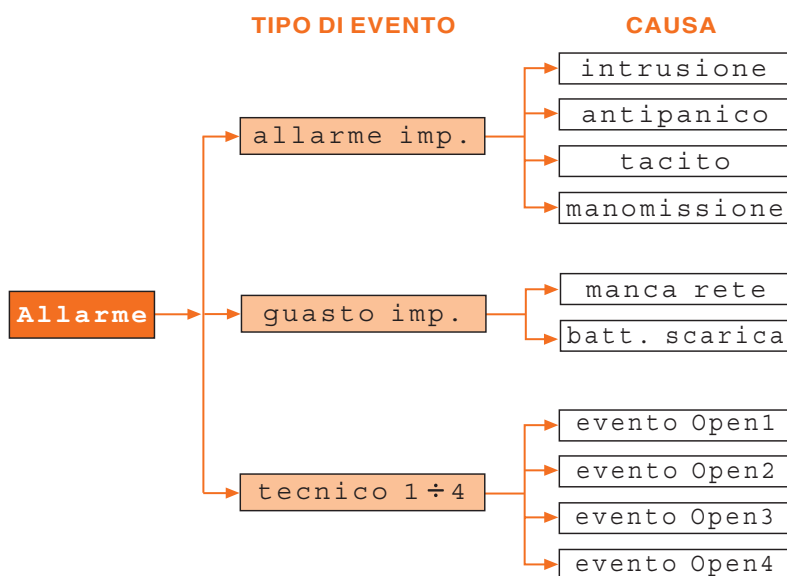 TIPO DI EVENTO
CAUSA
Allarme
allarme imp.
intrusione
antipanico
tacito
manomissione
guasto imp.
manca rete
batt. scarica
tecnico 1÷4
evento Open1
evento Open2
evento Open3
evento Open4